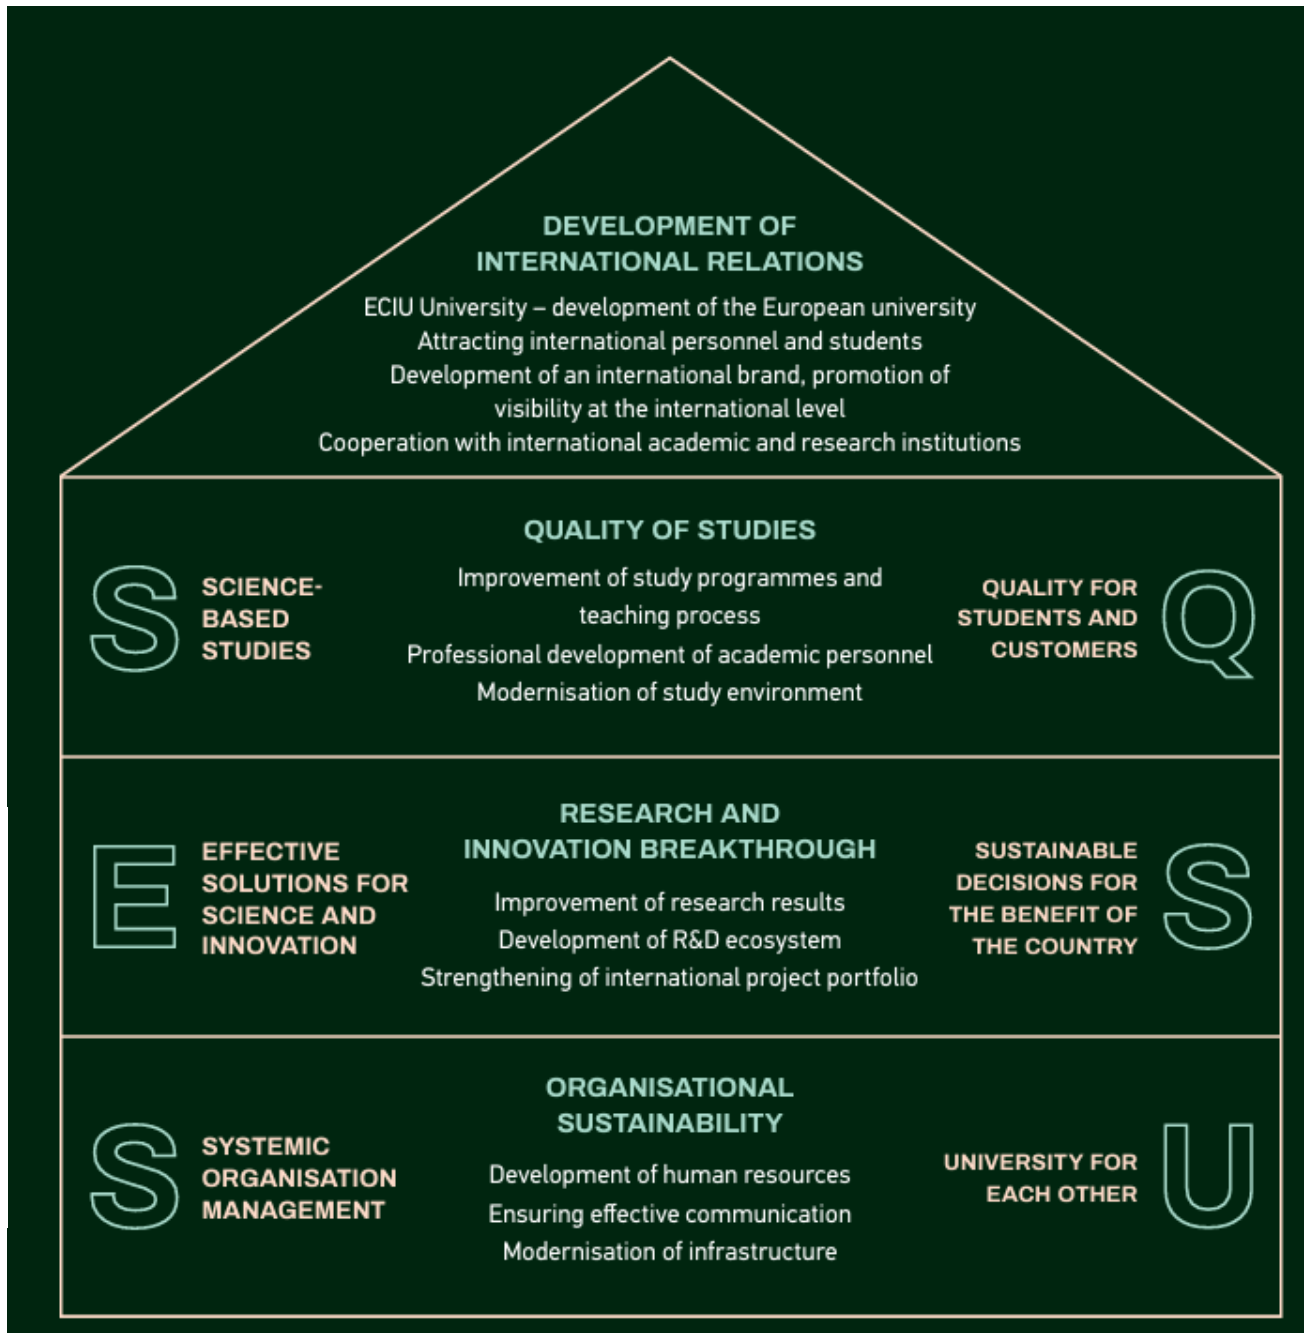 DEVELOPMENT OF
INTERNATIONAL RELATIONS
ECIU University – development of the European university
Attracting international personnel and students
Development of an international brand, promotion of
visibility at the international level
Cooperation with international academic and research institutions
S
SCIENCE-
BASED
STUDIES
QUALITY OF STUDIES
Improvement of study programmes and
teaching process
Professional development of academic personnel
Modernisation of study environment
QUALITY FOR
STUDENTS AND
CUSTOMERS
Q
E
EFFECTIVE
SOLUTIONS FOR
SCIENCE AND
INNOVATION
RESEARCH AND
INNOVATION BREAKTHROUGH
Improvement of research results
Development of R&D ecosystem
Strengthening of international project portfolio
SUSTAINABLE
DECISIONS FOR
THE BENEFIT OF
THE COUNTRY
S
S
SYSTEMIC
ORGANISATION
MANAGEMENT
ORGANISATIONAL
SUSTAINABILITY
Development of human resources
Ensuring effective communication
Modernisation of infrastructure
UNIVERSITY FOR
EACH OTHER
U